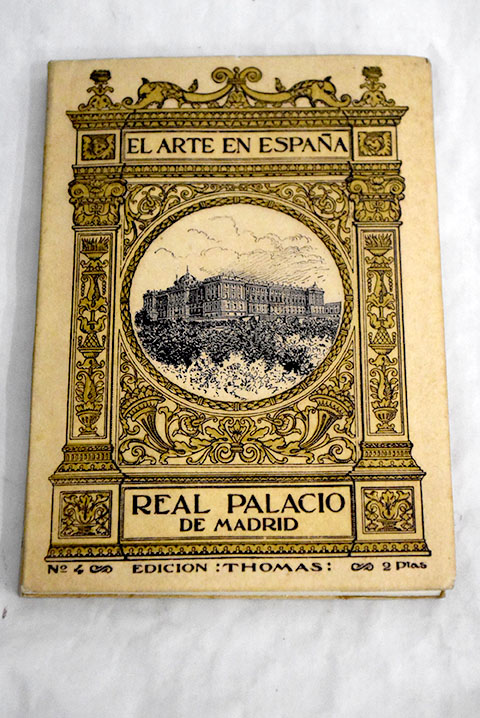 EL ARTE EN ESPAÑA
REAL PALACIO
DE MADRID
Nº 4 EDICION :THOMAS: 2 Ptas